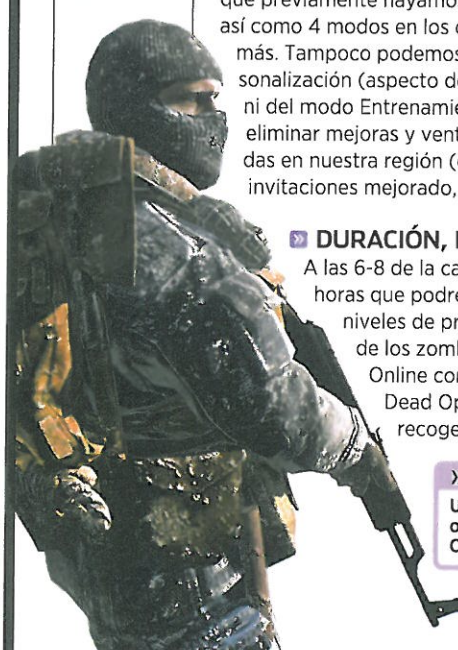 que previamente hayamo
así como 4 modos en los
más. Tampoco podemos
sonalización (aspecto de
ni del modo Entrenamie
eliminar mejoras y vent
das en nuestra región (
invitaciones mejorado,
DURACIÓN,
A las 6-8 de la ca
horas que podre
niveles de pr
de los zomb
Online con
Dead Op
recoge